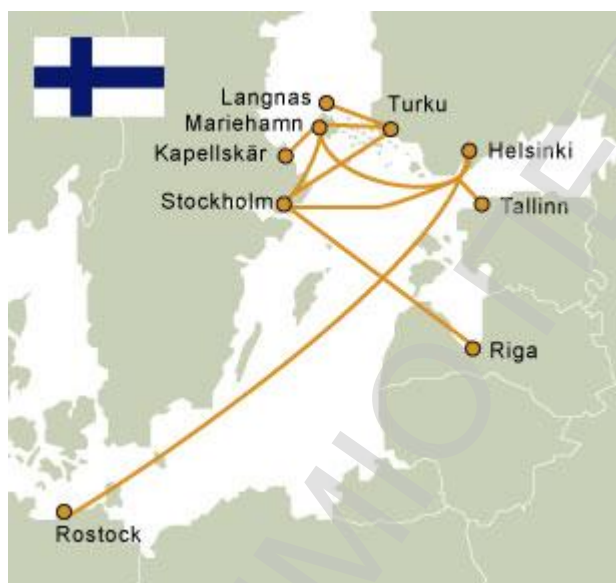 Langnas
Turku
Mariehamn
Kapellskär
Helsinki
Stockholm
Tallinn
Riga
Rostock